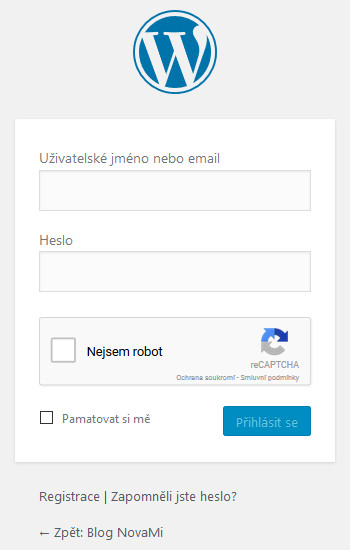 Uživatelské jméno nebo email
Heslo
Nejsem robot
reCAPTCHA
Ochrana soukromí - Smluvní podmínky
Pamatovat si mě
Přihlásit se
Registrace | Zapomněli jste heslo?
← Zpět: Blog NovaMi